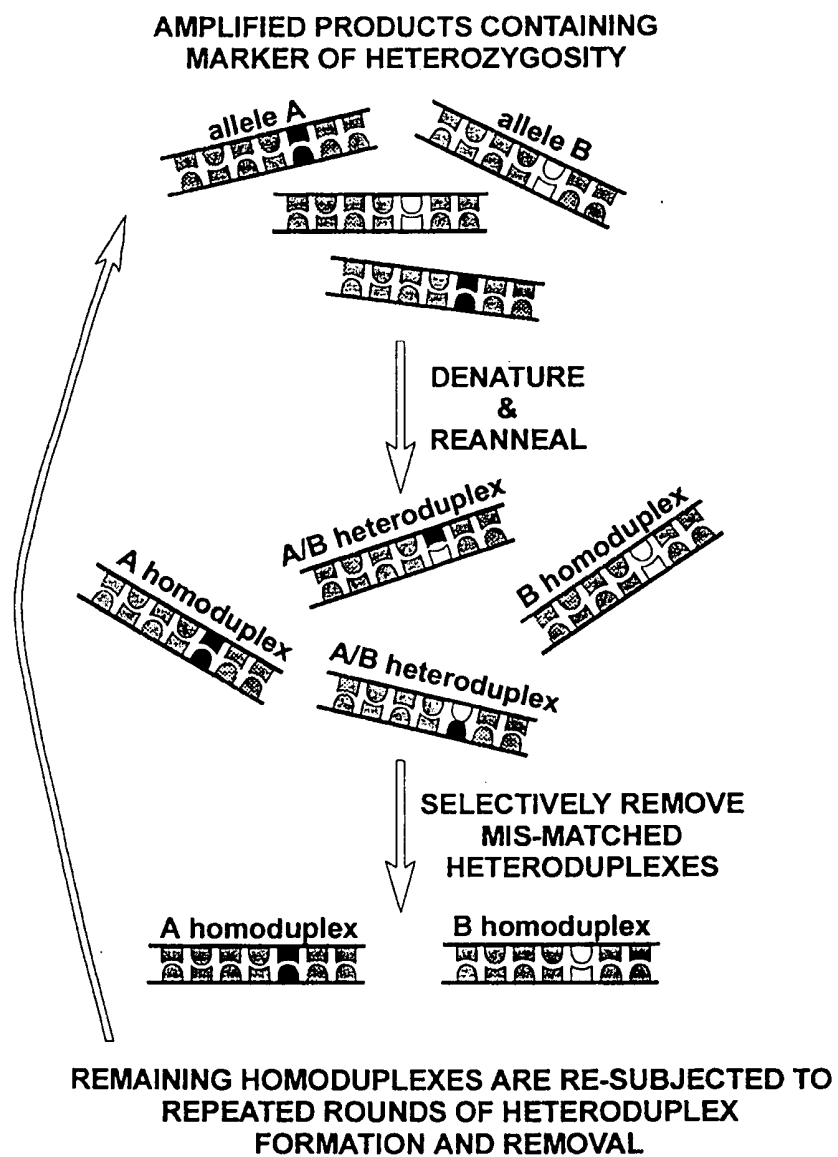 AMPLIFIED PRODUCTS CONTAINING
MARKER OF HETEROZYGOSITY
allele A
allele B
DENATURE
&
REANNEAL
A/B heteroduplex
B homoduplex
A homoduplex
A/B heteroduplex
SELECTIVELY REMOVE
MIS-MATCHED
HETERODUPLEXES
A homoduplex
B homoduplex
REMAINING HOMODUPLEXES ARE RE-SUBJECTED TO
REPEATED ROUNDS OF HETERODUPLEX
FORMATION AND REMOVAL